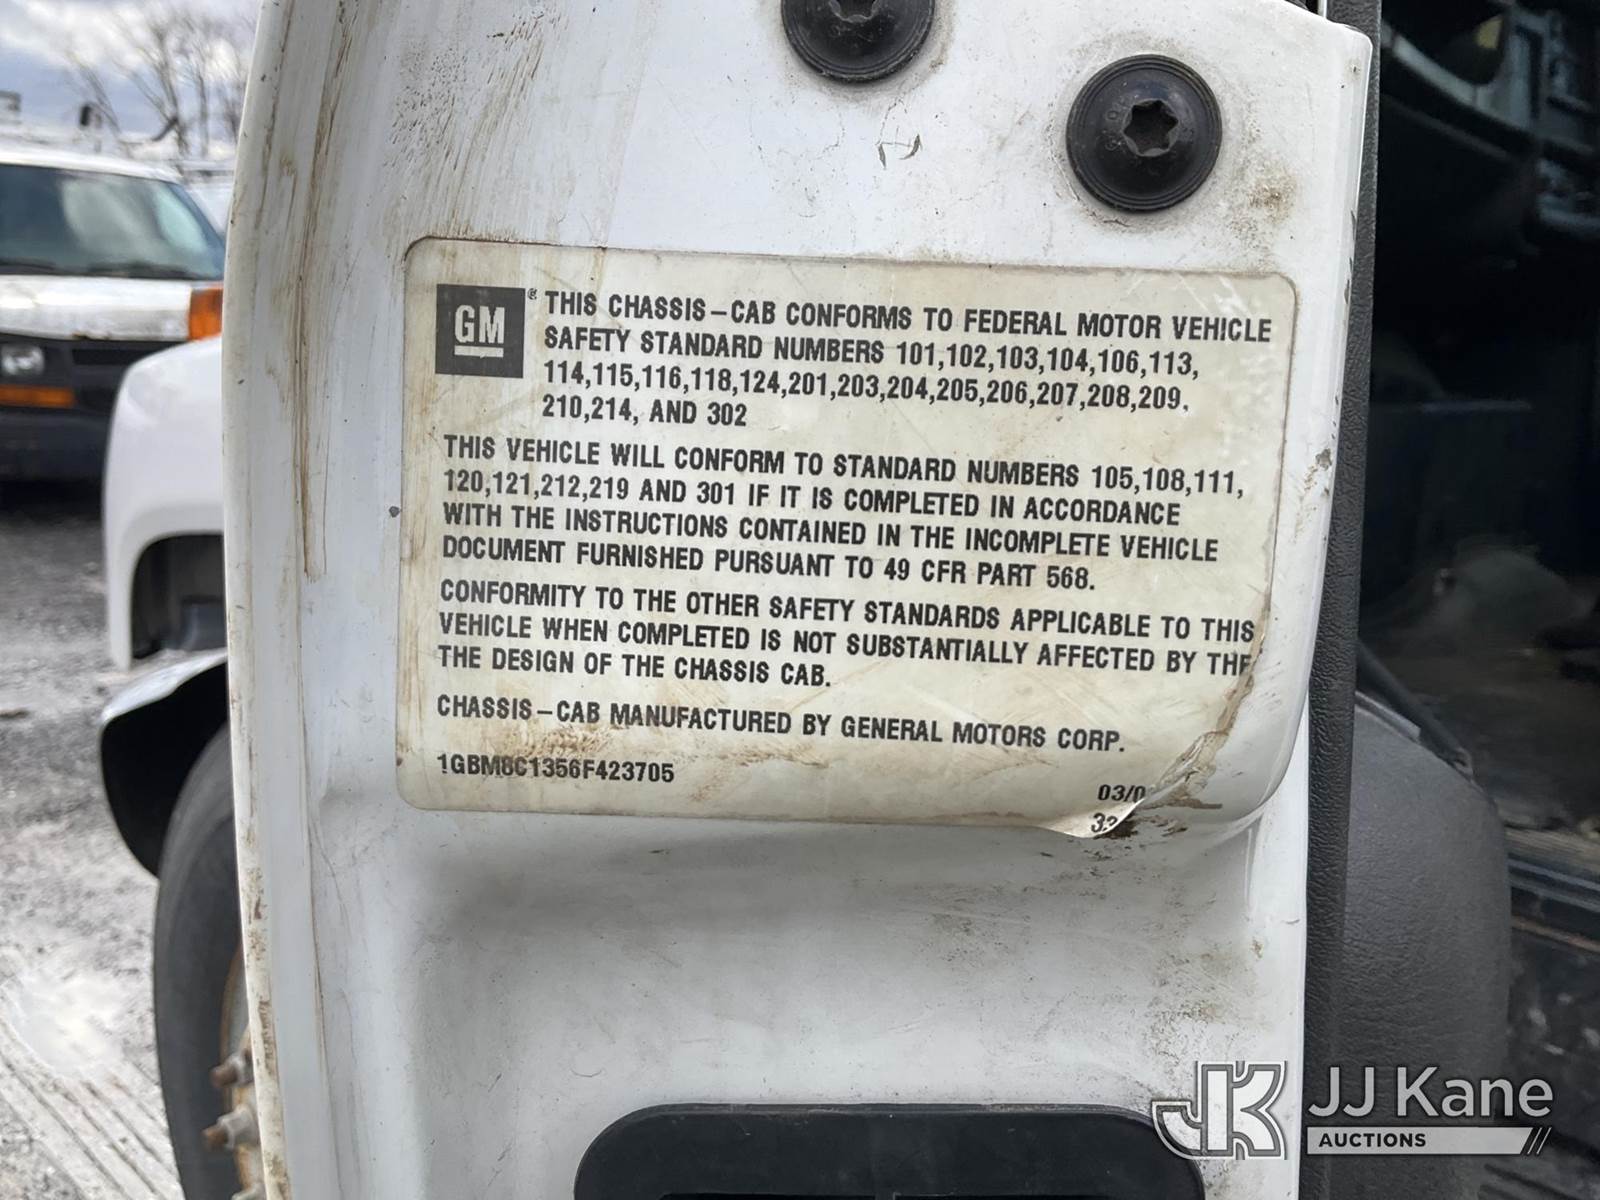 GM ® THIS CHASSIS-CAB CONFORMS TO FEDERAL MOTOR VEHICLE
SAFETY STANDARD NUMBERS 101,102,103,104,106,113,
114,115,116,118,124,201,203,204,205,206,207,208,209,
210,214, AND 302
THIS VEHICLE WILL CONFORM TO STANDARD NUMBERS 105,108,111,
120,121,212,219 AND 301 IF IT IS COMPLETED IN ACCORDANCE
WITH THE INSTRUCTIONS CONTAINED IN THE INCOMPLETE VEHICLE
DOCUMENT FURNISHED PURSUANT TO 49 CFR PART 568.
CONFORMITY TO THE OTHER SAFETY STANDARDS APPLICABLE TO THIS
VEHICLE WHEN COMPLETED IS NOT SUBSTANTIALLY AFFECTED BY THE
THE DESIGN OF THE CHASSIS CAB.
CHASSIS-CAB MANUFACTURED BY GENERAL MOTORS CORP.
1GBM8C1356F423705
03/0
JJ Kane
AUCTIONS